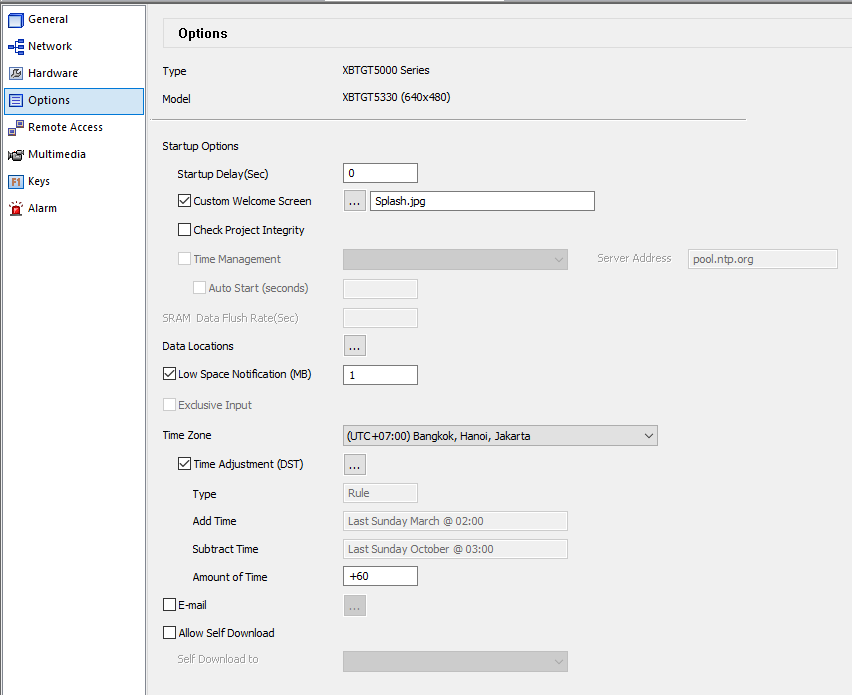 General
Network
Hardware
Options
Remote Access
Multimedia
F1 Keys
Alarm
Options
Type XBTGT5000 Series
Model XBTGT5330 (640x480)
Startup Options
Startup Delay(Sec) 0
Custom Welcome Screen ... Splash.jpg
Check Project Integrity
Time Management Server Address pool.ntp.org
Auto Start (seconds)
SRAM Data Flush Rate(Sec)
Data Locations ...
Low Space Notification (MB) 1
Exclusive Input
Time Zone (UTC+07:00) Bangkok, Hanoi, Jakarta
Time Adjustment (DST) ...
Type Rule
Add Time Last Sunday March @ 02:00
Subtract Time Last Sunday October @ 03:00
Amount of Time +60
E-mail ...
Allow Self Download
Self Download to